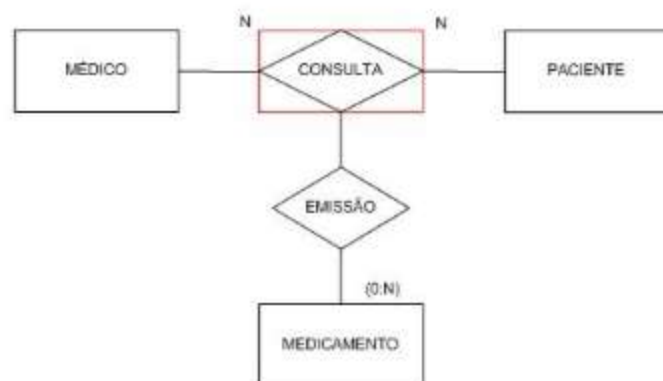 N N
MÉDICO CONSULTA PACIENTE
EMISSÃO
(0:N)
MEDICAMENTO